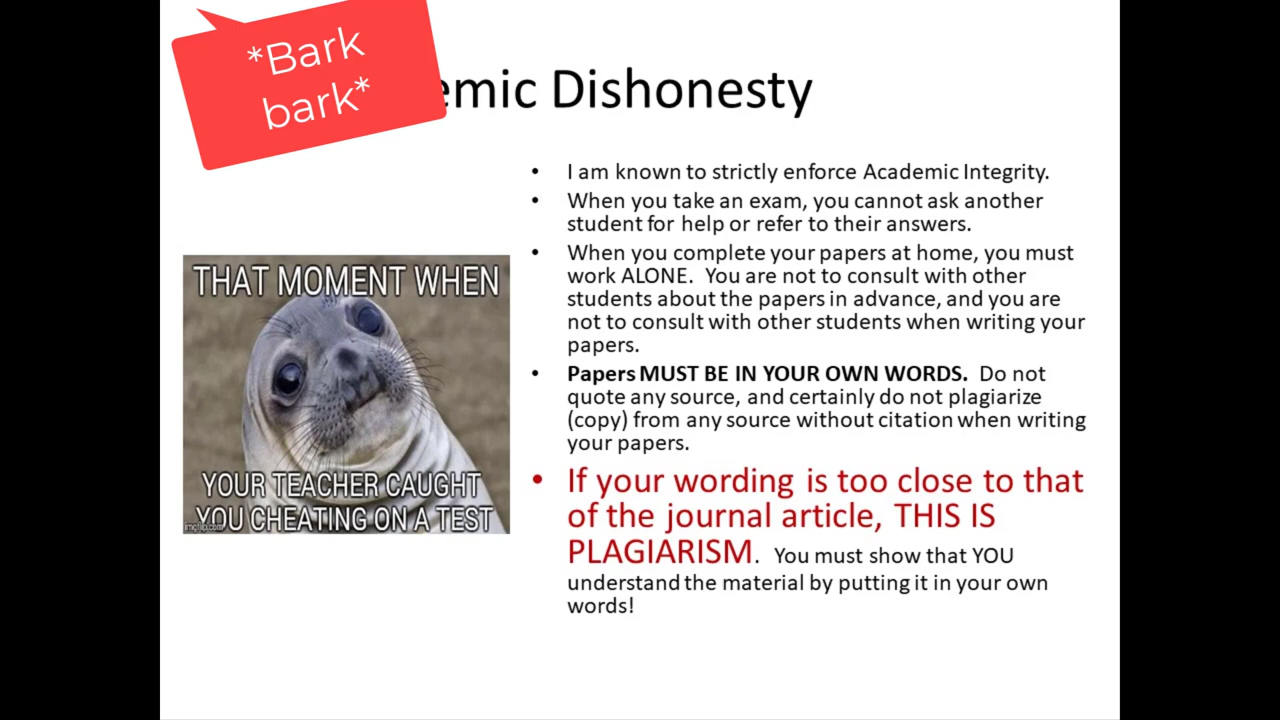 *Bark
bark*
emic Dishonesty
• I am known to strictly enforce Academic Integrity.
• When you take an exam, you cannot ask another
student for help or refer to their answers.
• When you complete your papers at home, you must
work ALONE. You are not to consult with other
students about the papers in advance, and you are
not to consult with other students when writing your
papers.
• Papers MUST BE IN YOUR OWN WORDS. Do not
quote any source, and certainly do not plagiarize
(copy) from any source without citation when writing
your papers.
• If your wording is too close to that
of the journal article, THIS IS
PLAGIARISM. You must show that YOU
understand the material by putting it in your own
words!
THAT MOMENT WHEN
YOUR TEACHER CAUGHT
YOU CHEATING ON A TEST